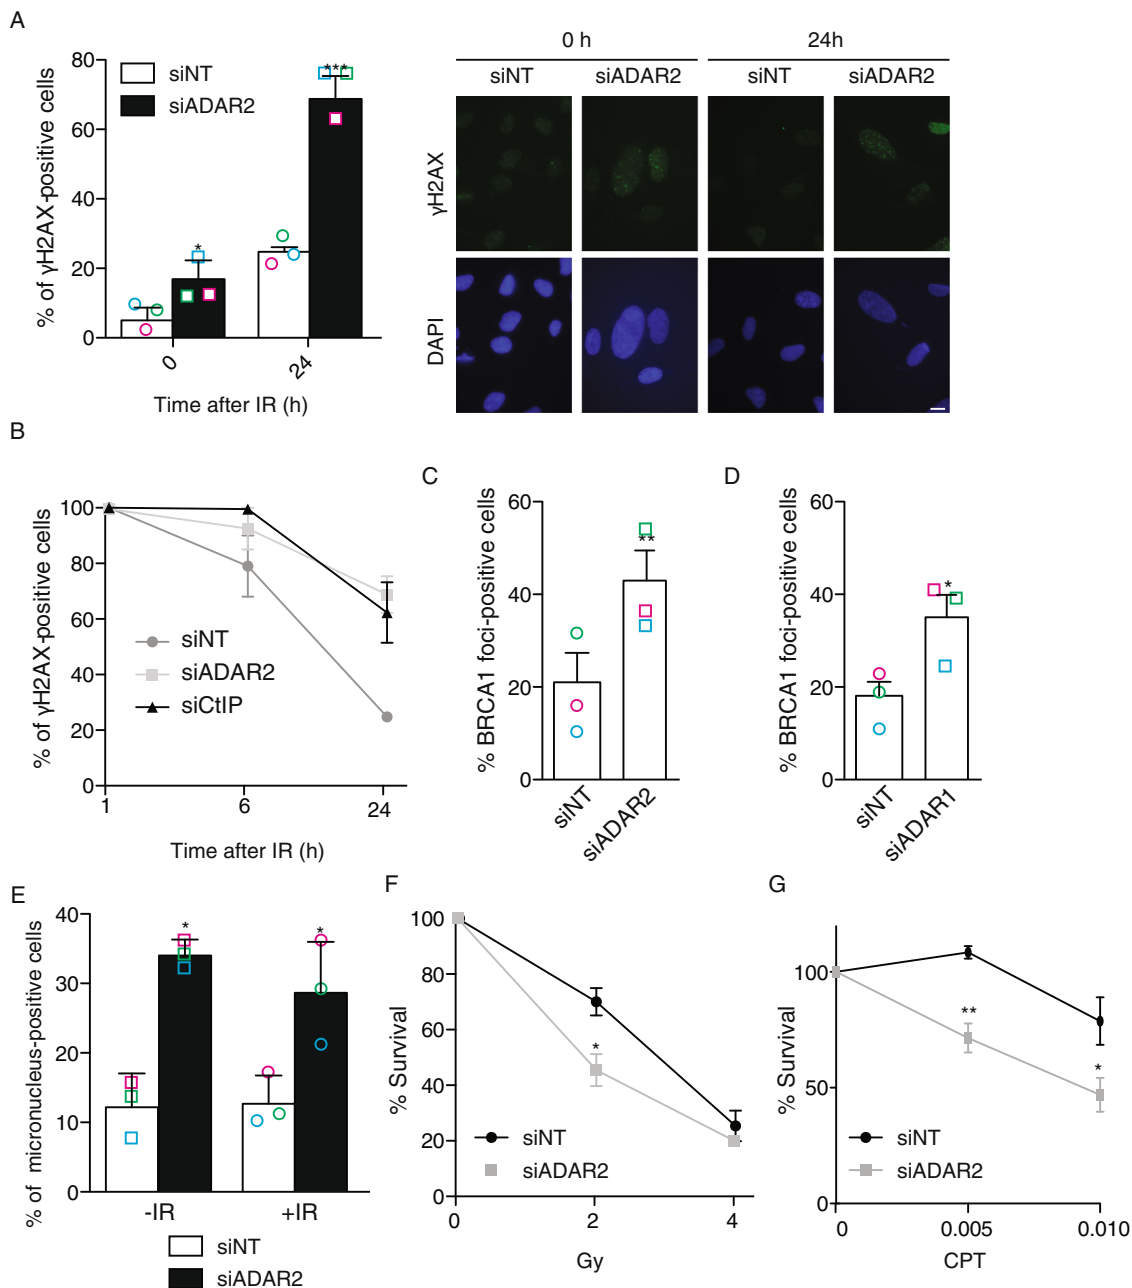 A
% of γH2AX-positive cells
80
60
40
20
0
siNT
siADAR2
*
***
0
24
Time after IR (h)
0 h
24h
siNT
siADAR2
siNT
siADAR2
γH2AX
DAPI
B
% of γH2AX-positive cells
100
80
60
40
20
0
siNT
siADAR2
siCtIP
1
6
24
Time after IR (h)
C
% BRCA1 foci-positive cells
60
40
20
0
**
siNT
siADAR2
D
% BRCA1 foci-positive cells
60
40
20
0
*
siNT
siADAR1
E
% of micronucleus-positive cells
40
30
20
10
0
*
*
-IR
+IR
siNT
siADAR2
F
% Survival
100
80
60
40
20
0
*
siNT
siADAR2
0
2
4
Gy
G
% Survival
100
50
0
**
*
siNT
siADAR2
0
0.005
0.010
CPT